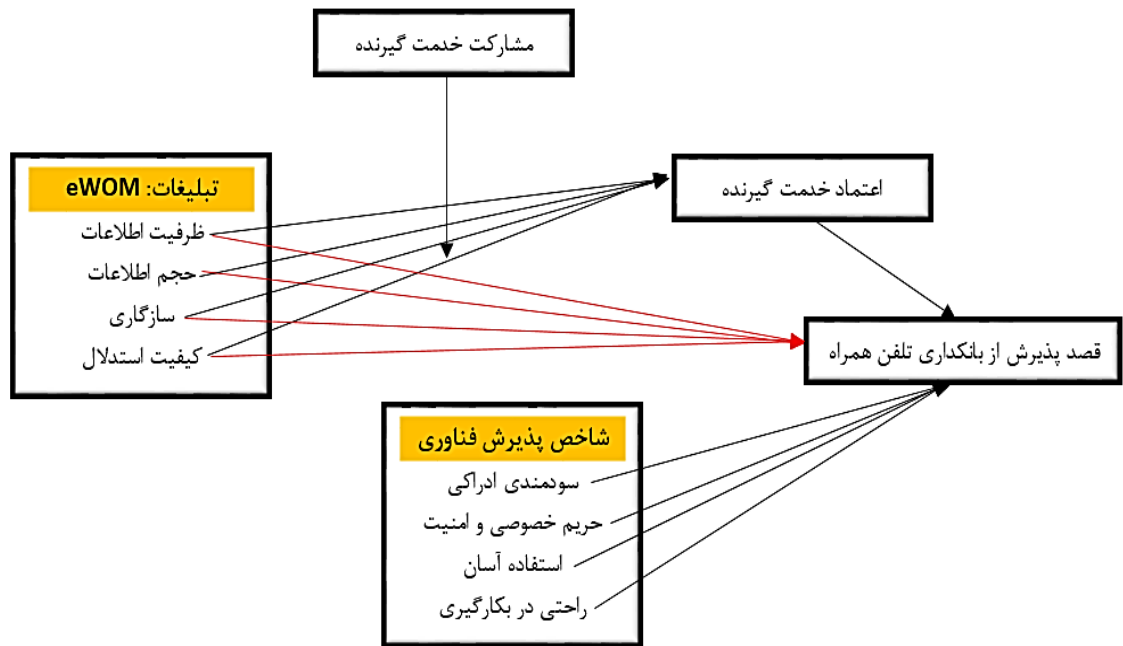 مشارکت خدمت گیرنده
تبلیغات: eWOM
ظرفیت اطلاعات
حجم اطلاعات
سازگاری
کیفیت استدلال
اعتماد خدمت گیرنده
قصد پذیرش از بانکداری تلفن همراه
شاخص پذیرش فناوری
سودمندی ادراکی
حریم خصوصی و امنیت
استفاده آسان
راحتی در بکارگیری